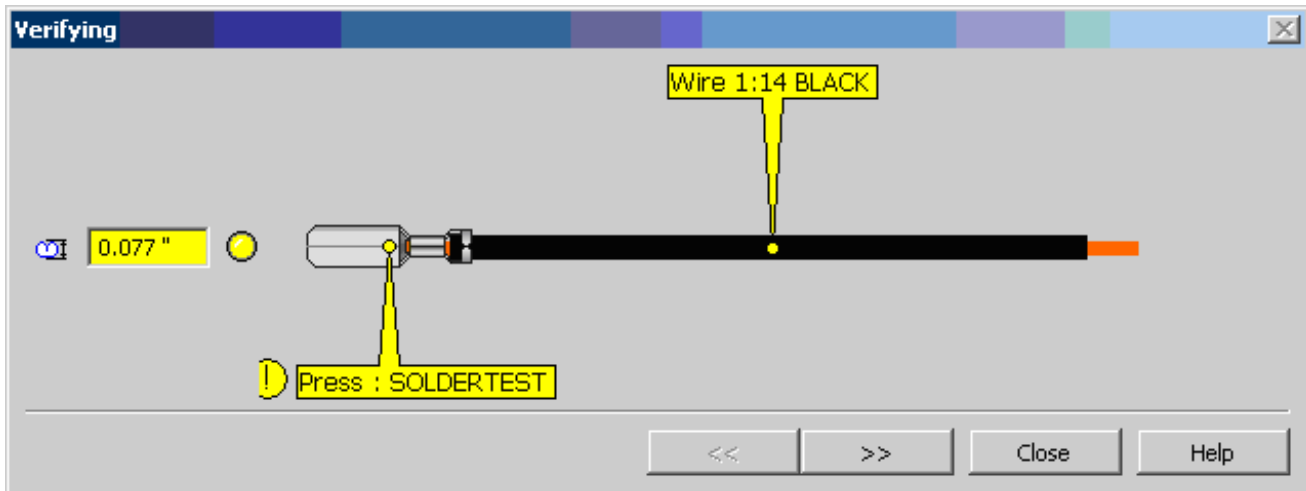 Verifying
Wire 1:14 BLACK
0.077 "
! Press : SOLDERTEST
<< >> Close Help